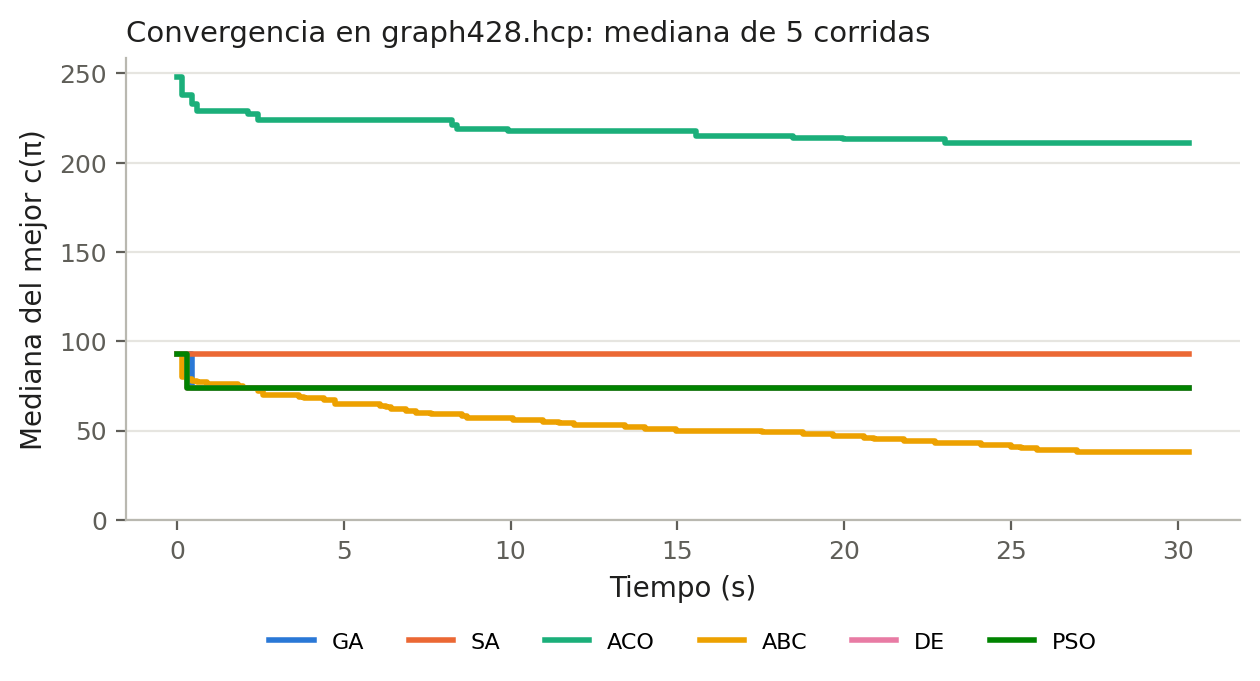 Convergencia en graph428.hcp: mediana de 5 corridas
Mediana del mejor c(π)
250
200
150
100
50
0
0 5 10 15 20 25 30
Tiempo (s)
GA SA ACO ABC DE PSO